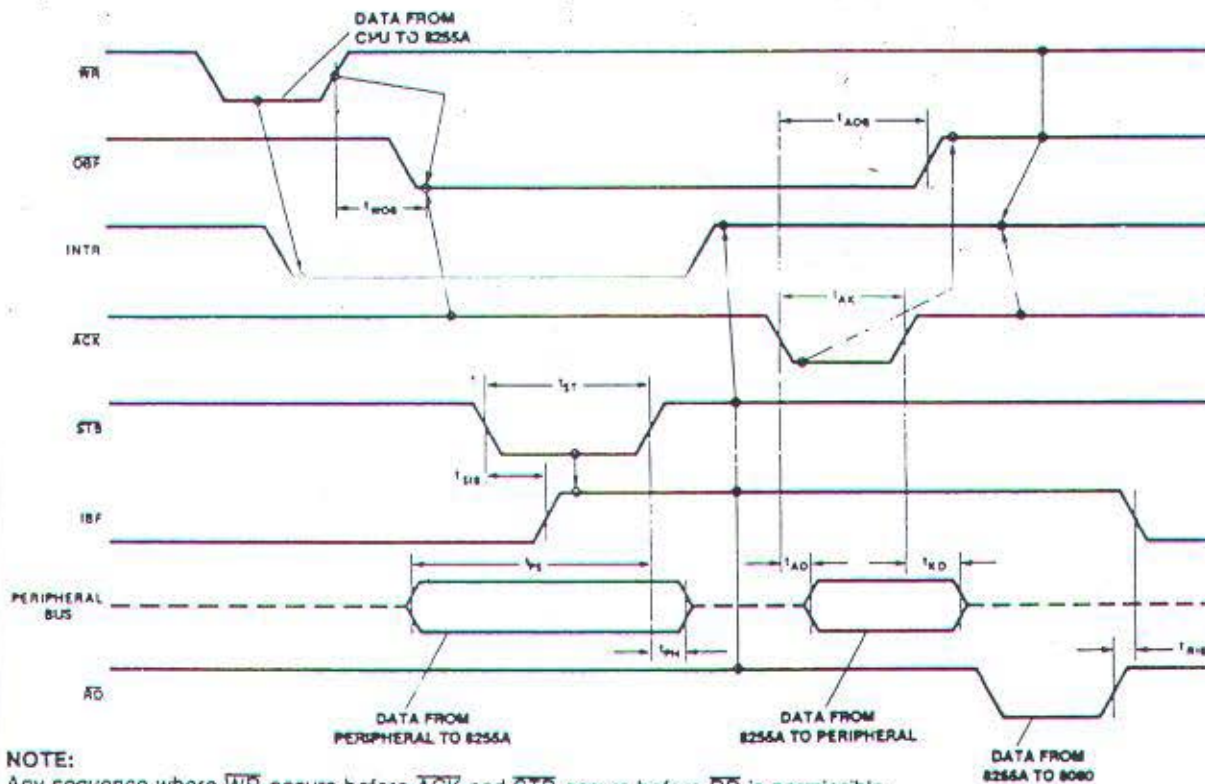 DATA FROM
CPU TO 8255A
WR
OBF
tAOB
tWOB
INTR
ACK
tAK
STB
tST
tSIB
IBF
tPS
tAD
tKD
PERIPHERAL
BUS
tPH
tRIB
RD
DATA FROM
PERIPHERAL TO 8255A
DATA FROM
8255A TO PERIPHERAL
DATA FROM
8255A TO 8080
NOTE:
Any sequence where WR occurs before ACK and STB occurs before RD is permissible.